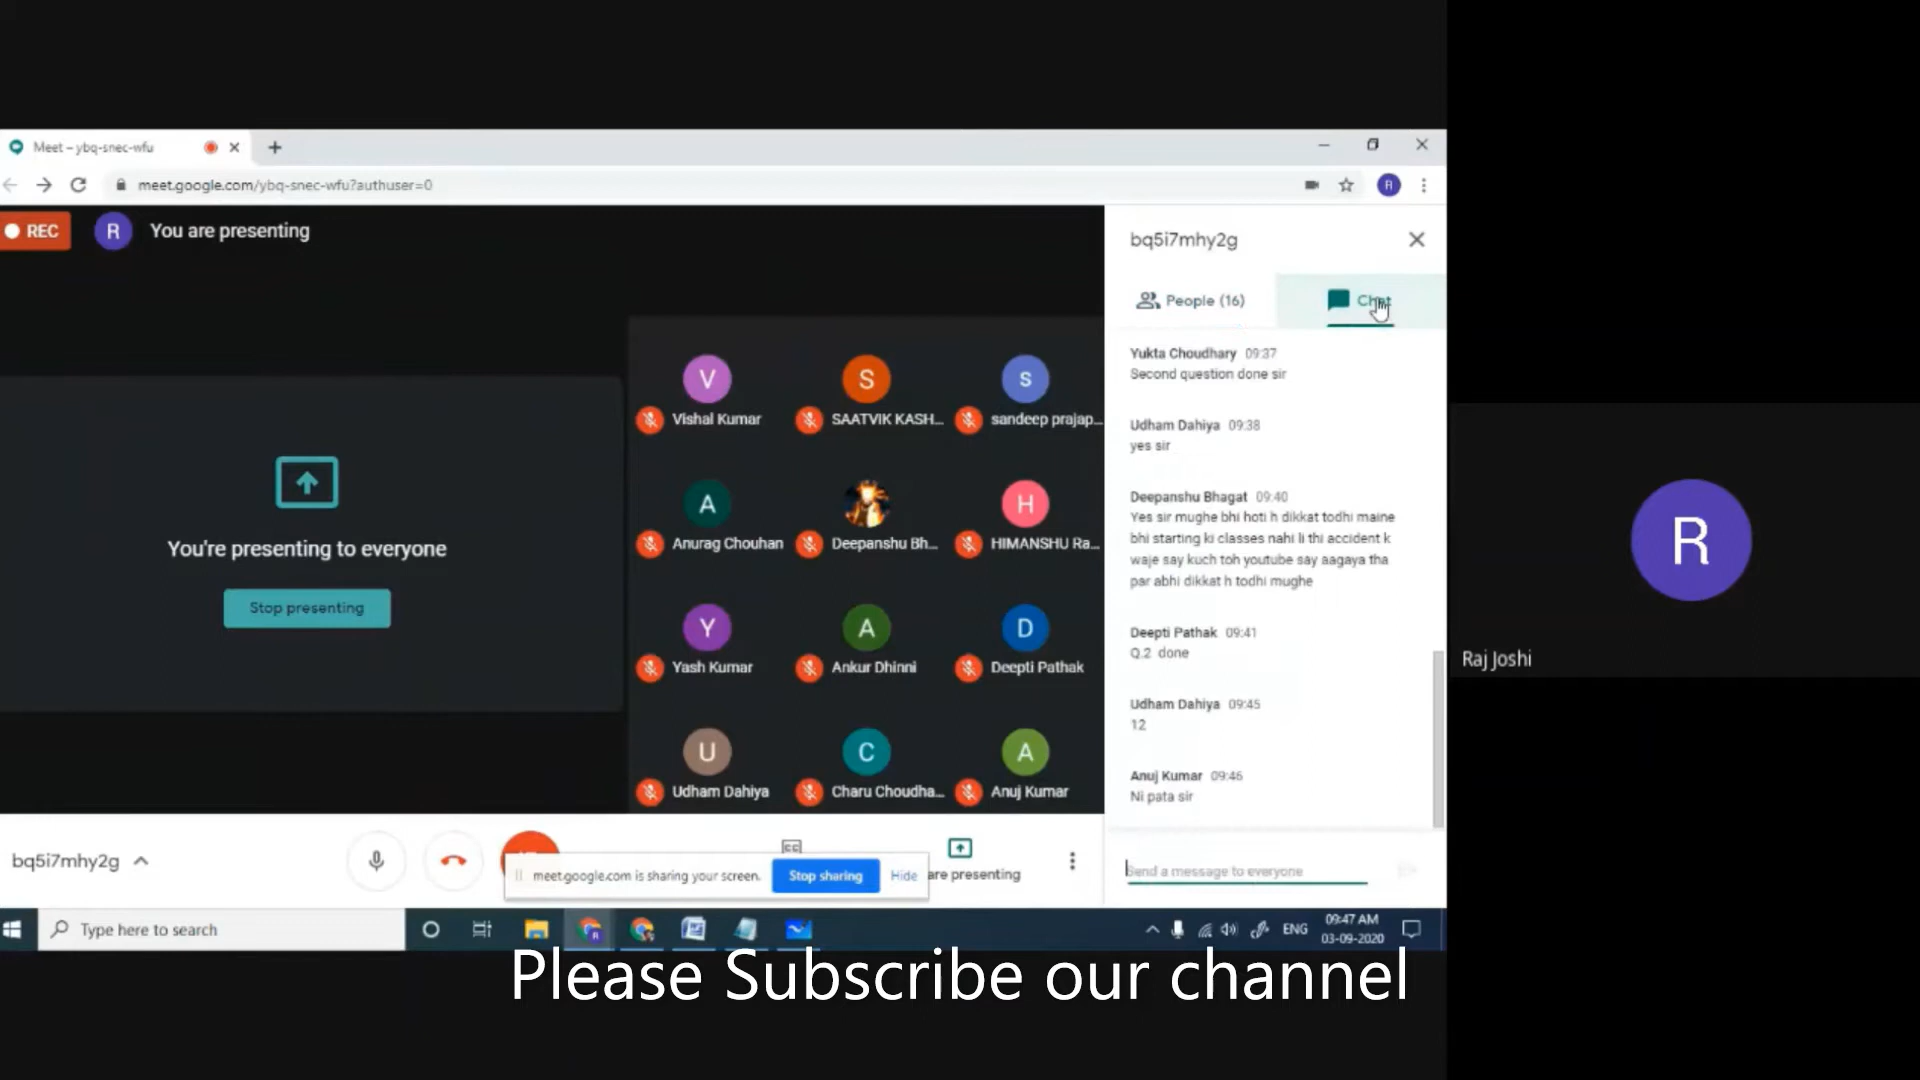 Meet – ybq-snec-wfu
meet.google.com/ybq-snec-wfu?authuser=0
R
REC
R
You are presenting
bq5i7mhy2g
People (16)
Chat
You're presenting to everyone
Stop presenting
V
Vishal Kumar
S
SAATVIK KASH...
s
sandeep prajap...
A
Anurag Chouhan
Deepanshu Bh...
H
HIMANSHU Ra...
Y
Yash Kumar
A
Ankur Dhinni
D
Deepti Pathak
U
Udham Dahiya
C
Charu Choudha...
A
Anuj Kumar
Yukta Choudhary 09:37
Second question done sir
Udham Dahiya 09:38
yes sir
Deepanshu Bhagat 09:40
Yes sir mughe bhi hoti h dikkat todhi maine
bhi starting ki classes nahi li thi accident k
waje say kuch toh youtube say aagaya tha
par abhi dikkat h todhi mughe
Deepti Pathak 09:41
Q.2 done
Udham Dahiya 09:45
12
Anuj Kumar 09:46
Ni pata sir
Send a message to everyone
R
Raj Joshi
bq5i7mhy2g
meet.google.com is sharing your screen.
Stop sharing
Hide
are presenting
Type here to search
ENG
09:47 AM
03-09-2020
Please Subscribe our channel